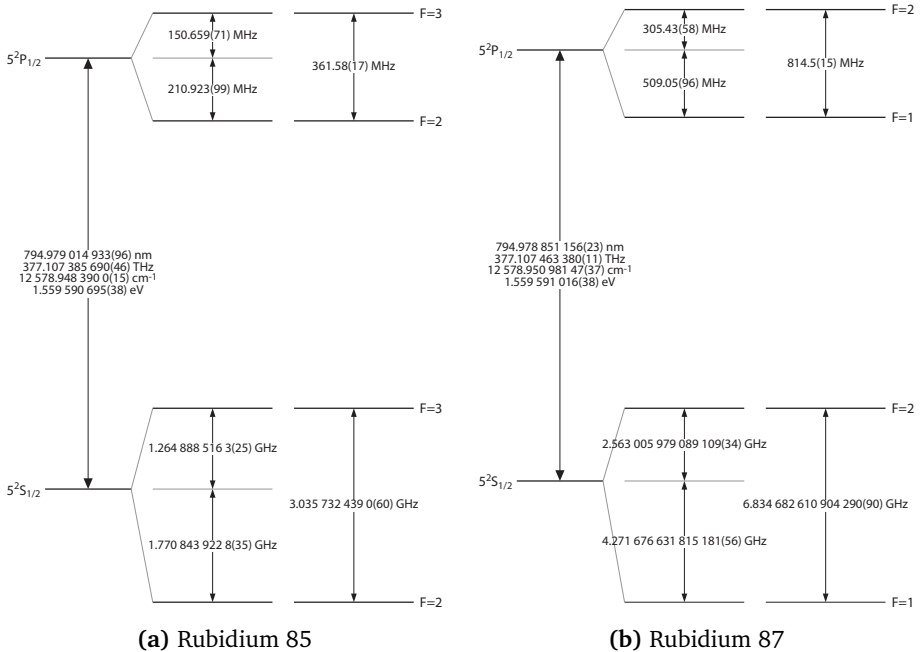 150.659(71) MHz
F=3
5²P₁/₂
361.58(17) MHz
210.923(99) MHz
F=2
794.979 014 933(96) nm
377.107 385 690(46) THz
12 578.948 390 0(15) cm⁻¹
1.559 590 695(38) eV
F=3
1.264 888 516 3(25) GHz
5²S₁/₂
3.035 732 439 0(60) GHz
1.770 843 922 8(35) GHz
F=2
(a) Rubidium 85
F=2
305.43(58) MHz
5²P₁/₂
814.5(15) MHz
509.05(96) MHz
F=1
794.978 851 156(23) nm
377.107 463 380(11) THz
12 578.950 981 47(37) cm⁻¹
1.559 591 016(38) eV
F=2
2.563 005 979 089 109(34) GHz
5²S₁/₂
6.834 682 610 904 290(90) GHz
4.271 676 631 815 181(56) GHz
F=1
(b) Rubidium 87